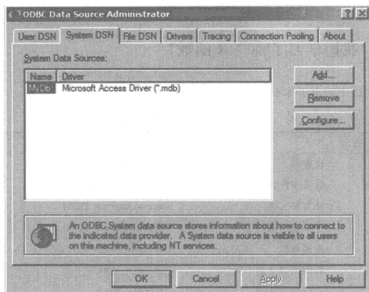 ODBC Data Source Administrator
User DSN System DSN File DSN Drivers Tracing Connection Pooling About
System Data Sources:
Name Driver Add...
MyDb Microsoft Access Driver (*.mdb)
Remove
Configure...
An ODBC System data source stores information about how to connect to
the indicated data provider. A System data source is visible to all users
on this machine, including NT services.
OK Cancel Apply Help